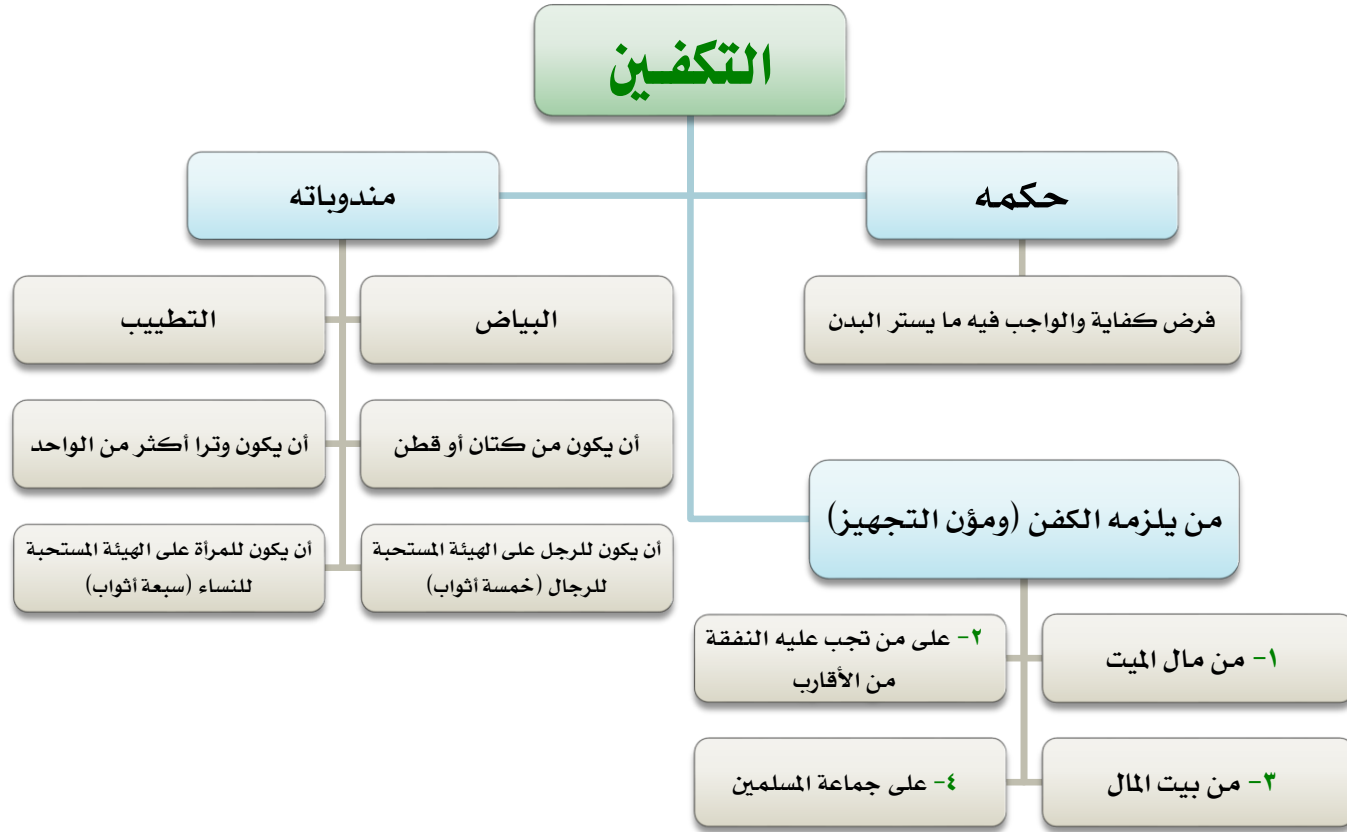 التكفين
حكمه
فرض كفاية والواجب فيه ما يستر البدن
مندوباته
البياض
التطييب
أن يكون من كتان أو قطن
أن يكون وترا أكثر من الواحد
أن يكون للرجل على الهيئة المستحبة
للرجال (خمسة أثواب)
أن يكون للمرأة على الهيئة المستحبة
للنساء (سبعة أثواب)
من يلزمه الكفن (ومؤن التجهيز)
١- من مال الميت
٢- على من تجب عليه النفقة
من الأقارب
٣- من بيت المال
٤- على جماعة المسلمين